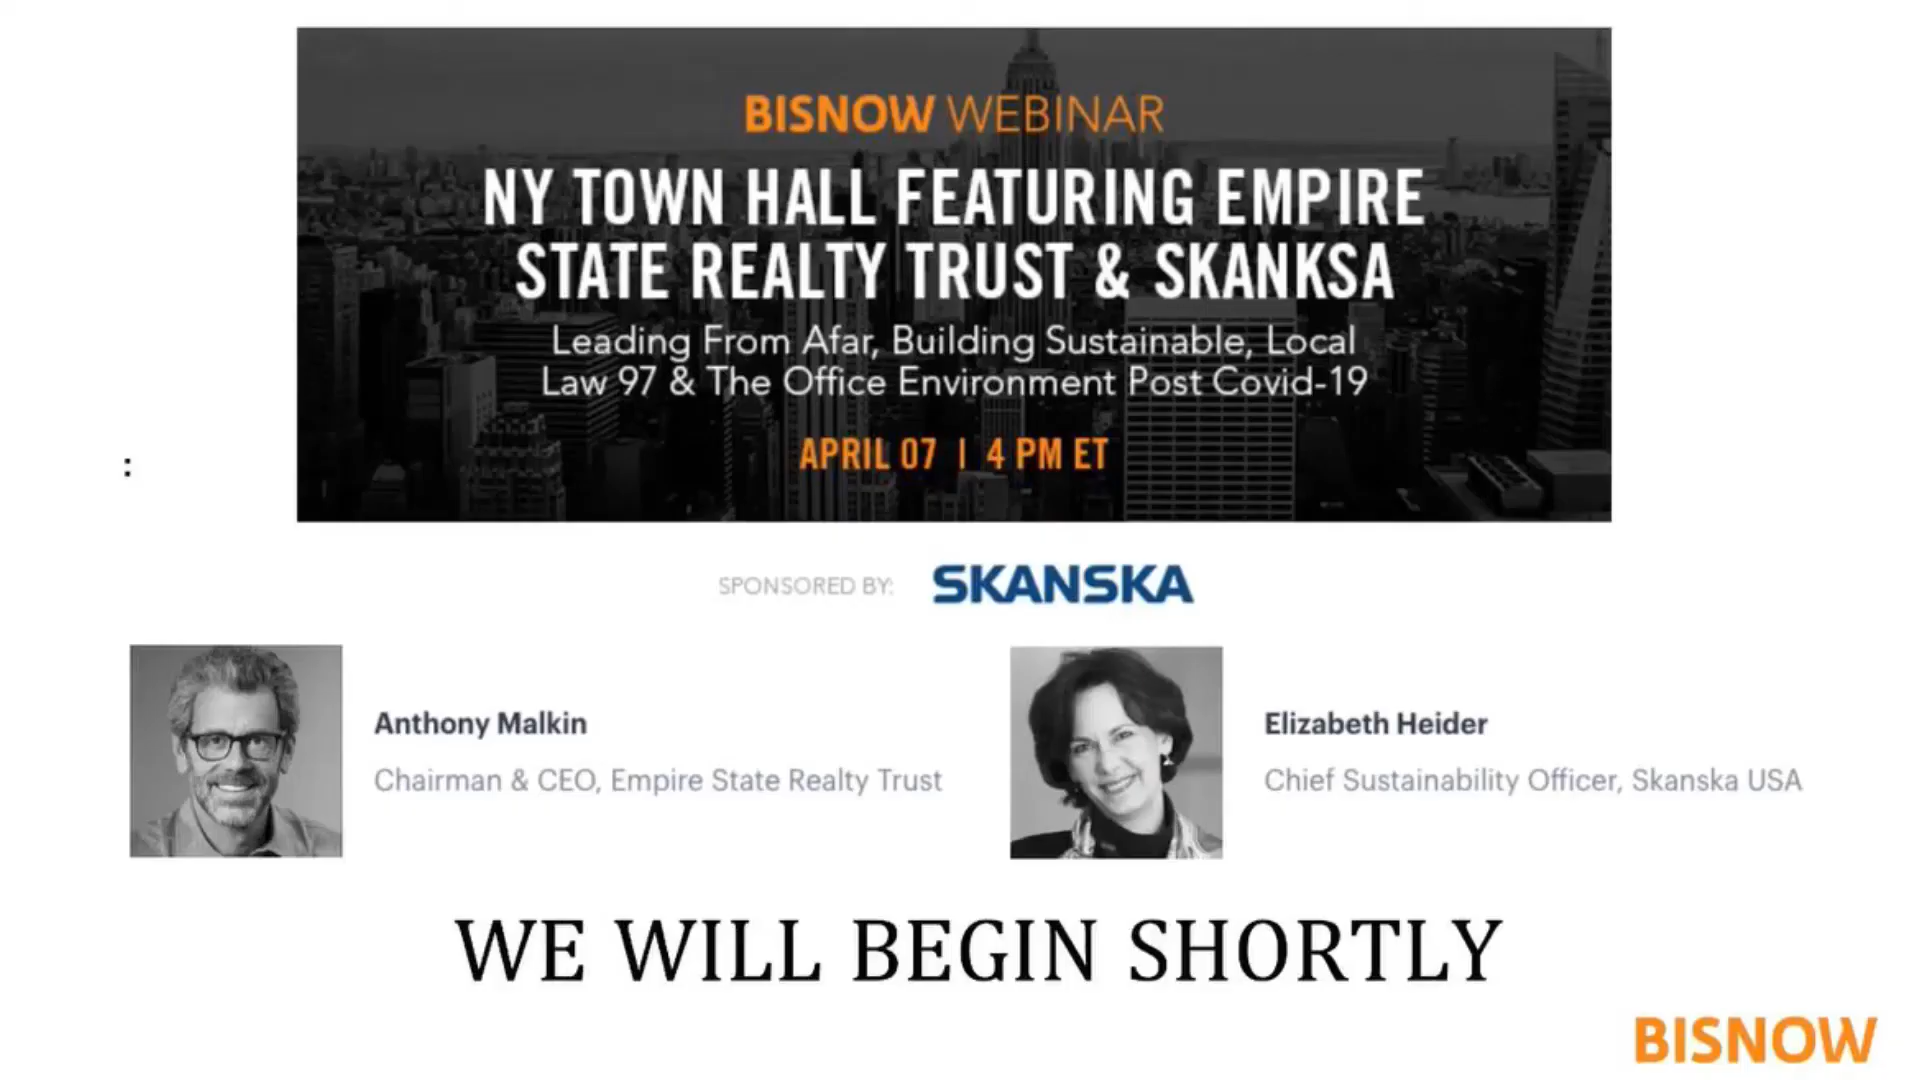 BISNOW WEBINAR
NY TOWN HALL FEATURING EMPIRE
STATE REALTY TRUST & SKANKSA
Leading From Afar, Building Sustainable, Local
Law 97 & The Office Environment Post Covid-19
APRIL 07 | 4 PM ET
:
SPONSORED BY: SKANSKA
Anthony Malkin
Chairman & CEO, Empire State Realty Trust
Elizabeth Heider
Chief Sustainability Officer, Skanska USA
WE WILL BEGIN SHORTLY
BISNOW